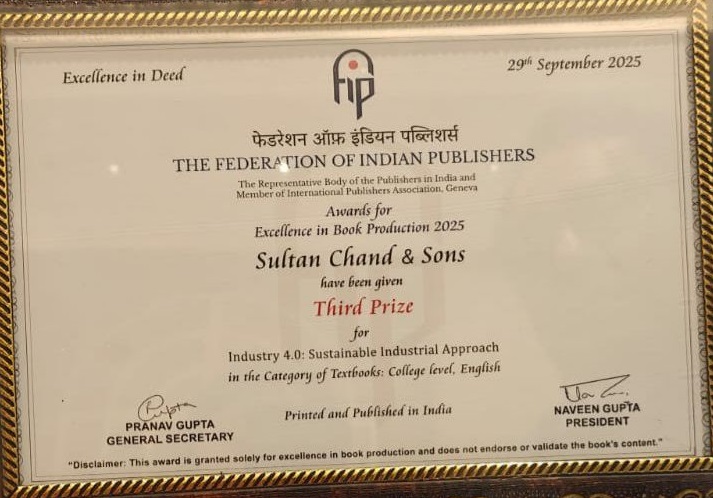 Excellence in Deed
29th September 2025
fip
फेडरेशन ऑफ़ इंडियन पब्लिशर्स
THE FEDERATION OF INDIAN PUBLISHERS
The Representative Body of the Publishers in India and
Member of International Publishers Association, Geneva
Awards for
Excellence in Book Production 2025
Sultan Chand & Sons
have been given
Third Prize
for
Industry 4.0: Sustainable Industrial Approach
in the Category of Textbooks: College level, English
Printed and Published in India
Gupta
PRANAV GUPTA
GENERAL SECRETARY
NAVEEN GUPTA
PRESIDENT
"Disclaimer: This award is granted solely for excellence in book production and does not endorse or validate the book's content."